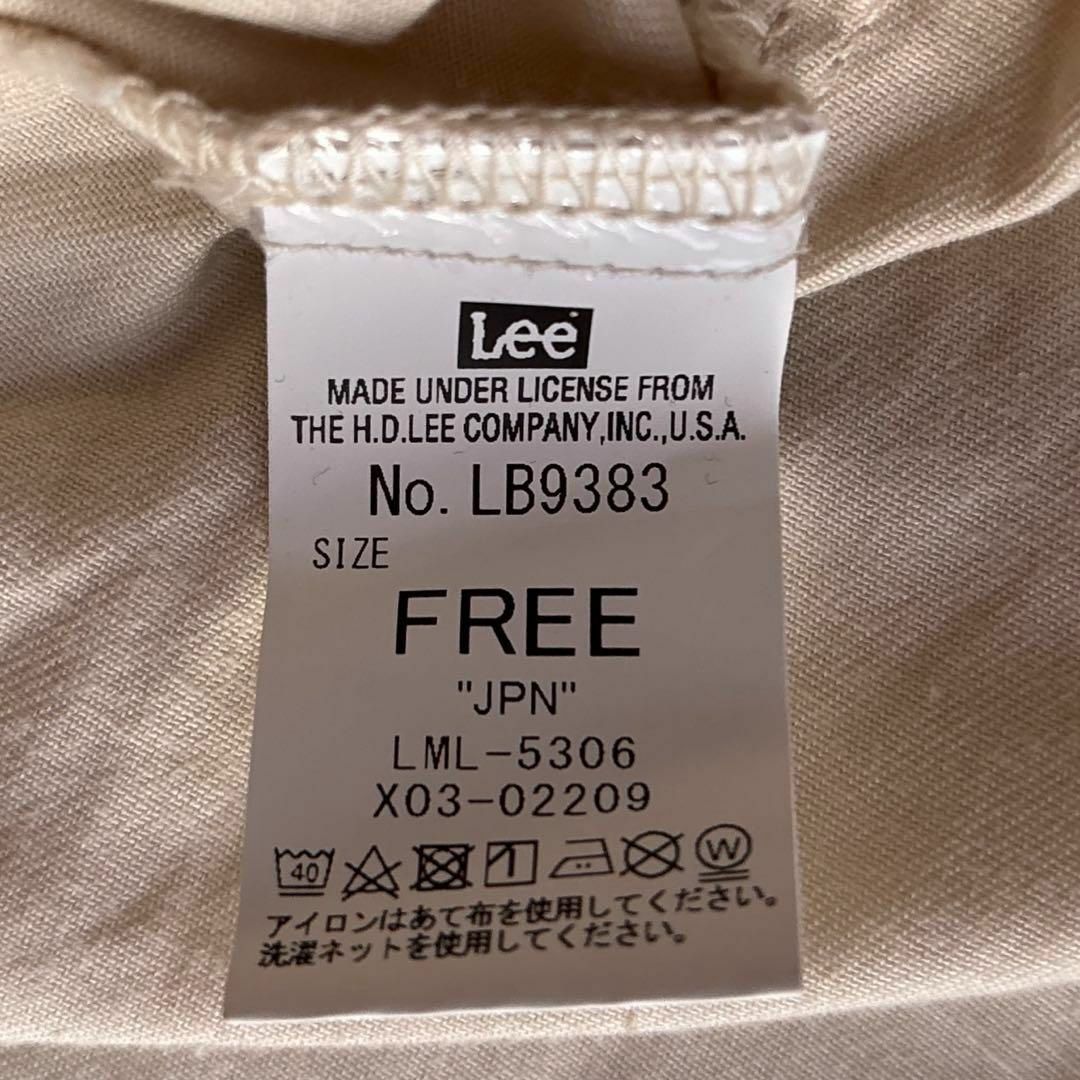 Lee
MADE UNDER LICENSE FROM
THE H.D.LEE COMPANY,INC.,U.S.A.
No. LB9383
SIZE
FREE
"JPN"
LML-5306
X03-02209
40 W
アイロンはあて布を使用してください。
洗濯ネットを使用してください。